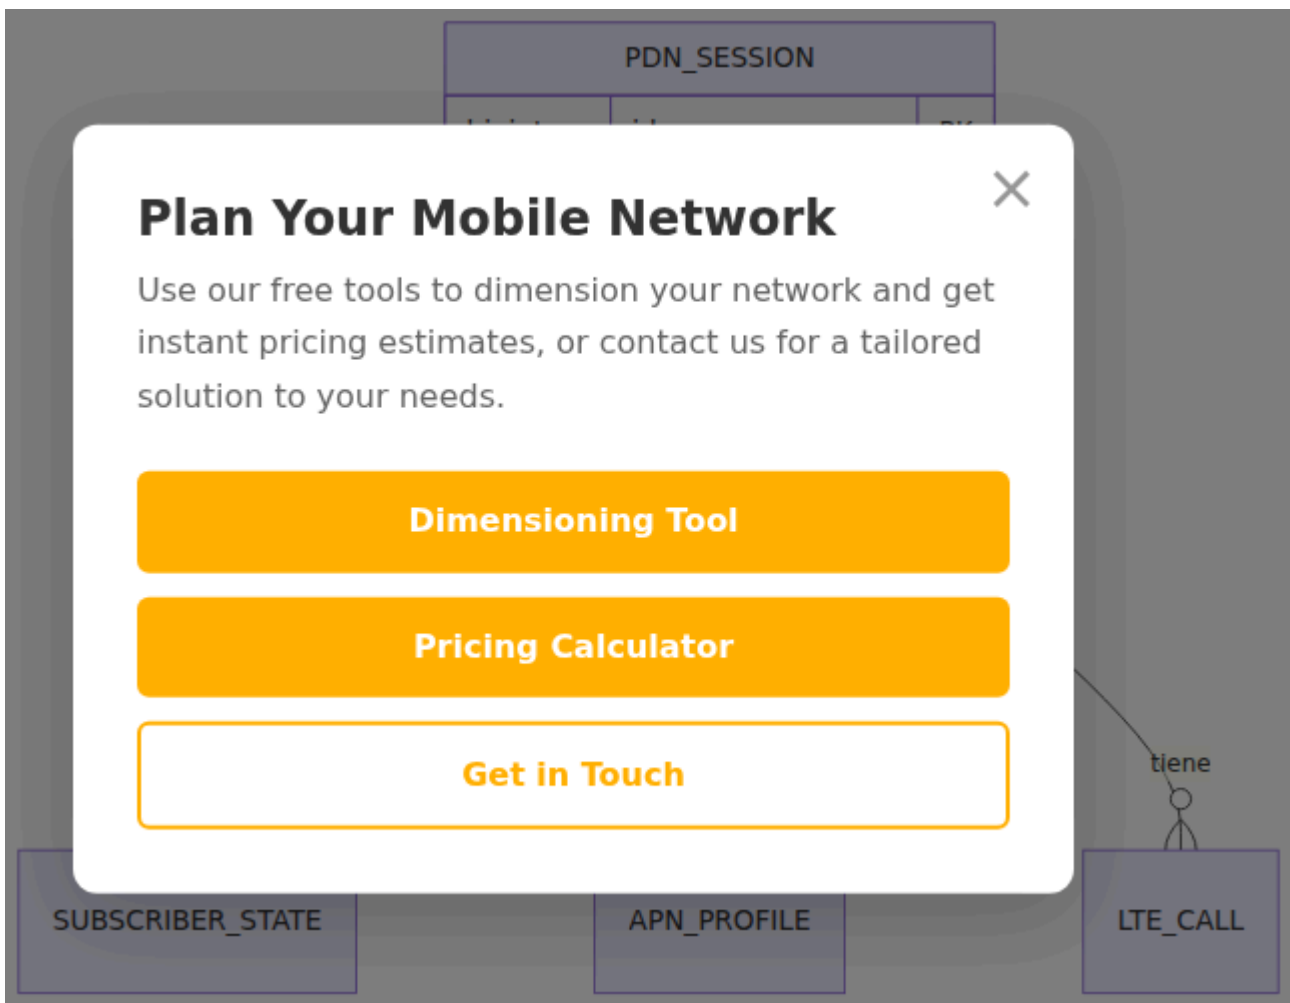 PDN_SESSION
Plan Your Mobile Network
Use our free tools to dimension your network and get
instant pricing estimates, or contact us for a tailored
solution to your needs.
Dimensioning Tool
Pricing Calculator
Get in Touch
tiene
SUBSCRIBER_STATE
APN_PROFILE
LTE_CALL